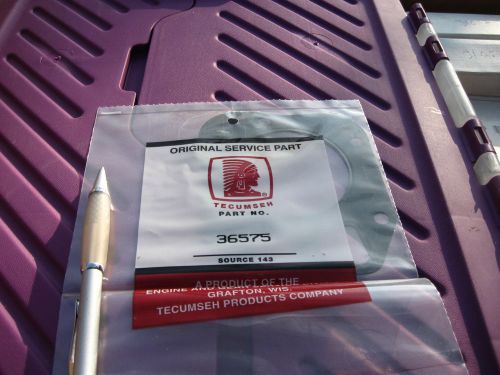 ORIGINAL SERVICE PART
TECUMSEH
PART NO.
36575
SOURCE 143
A PRODUCT OF THE
ENGINE AND
GRAFTON, WIS.
TECUMSEH PRODUCTS COMPANY